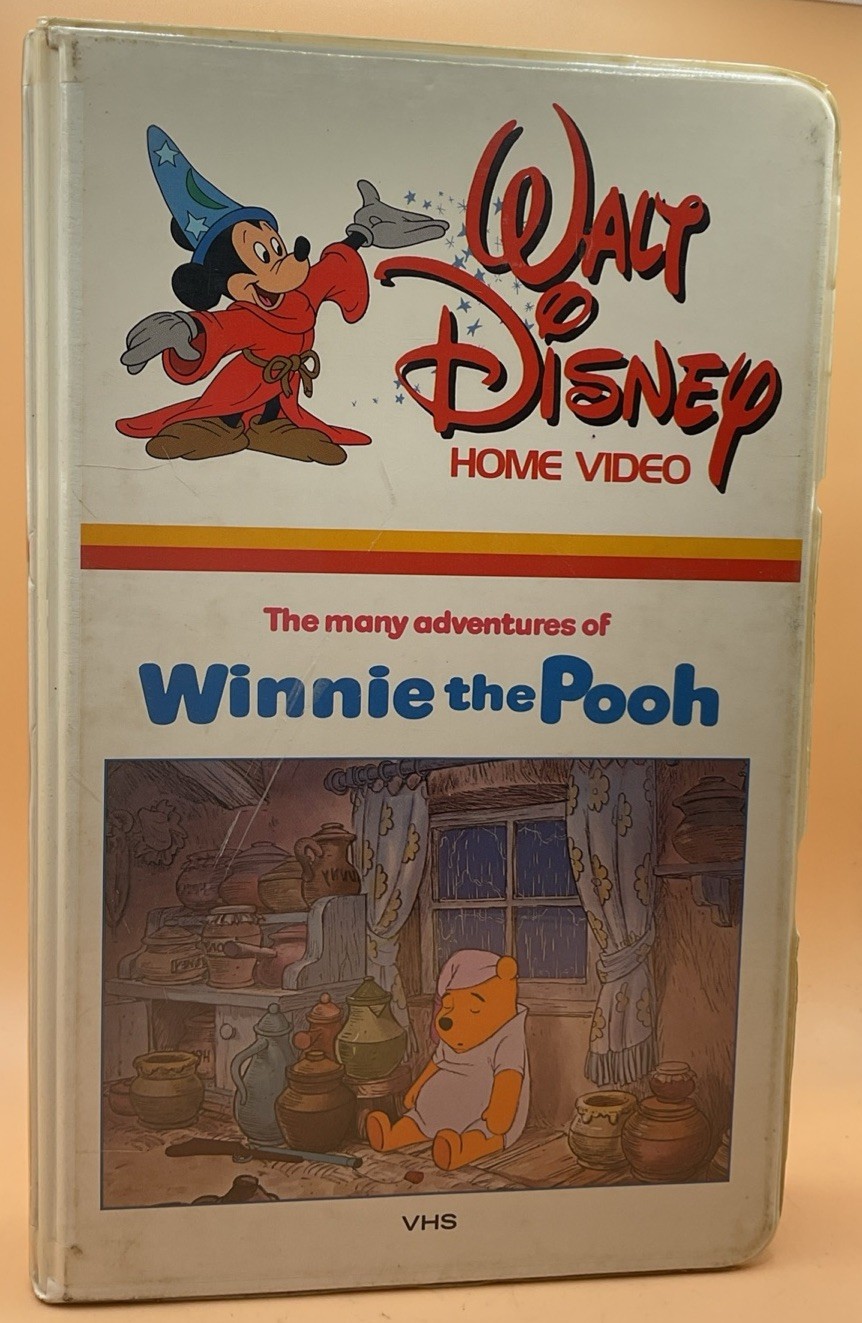 WALT
DISNEY
HOME VIDEO
The many adventures of
Winnie the Pooh
VHS